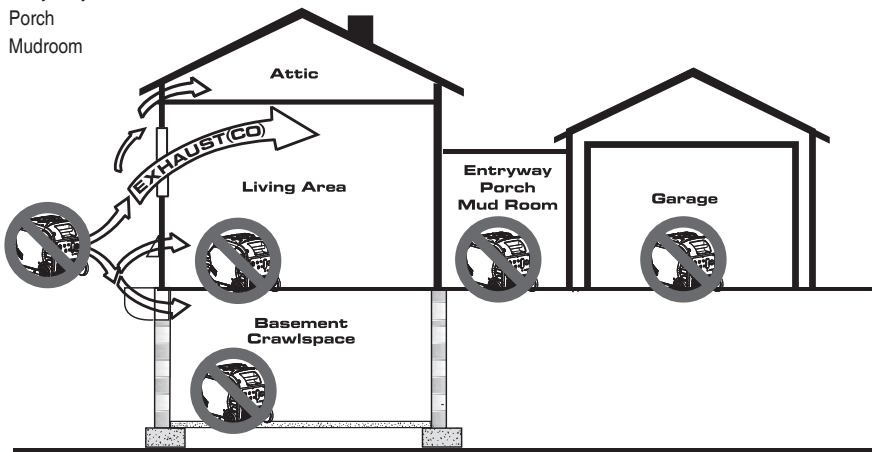 Porch
Mudroom
Attic
EXHAUST(CO)
Living Area
Entryway
Porch
Mud Room
Garage
Basement
Crawlspace